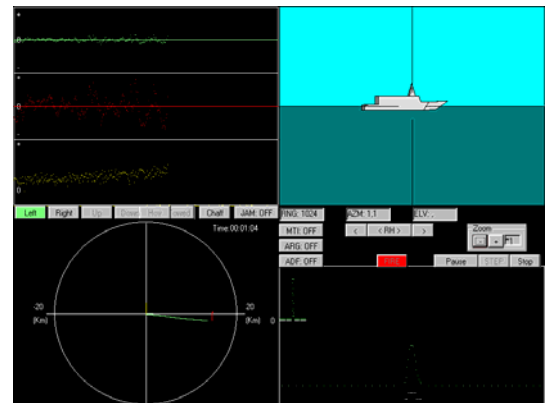 +
0
-
+
0
-
+
0
Left Right Up Down Chaff JAM: OFF
RNG: 1024 AZM: 1,1 ELV: ,
MTI: OFF < < RH > >
Zoom
- +
AFIG: OFF
ADF: OFF FIRE Pause STEP Stop
Time:00:01:04
-20 20
(Km) (Km)
0